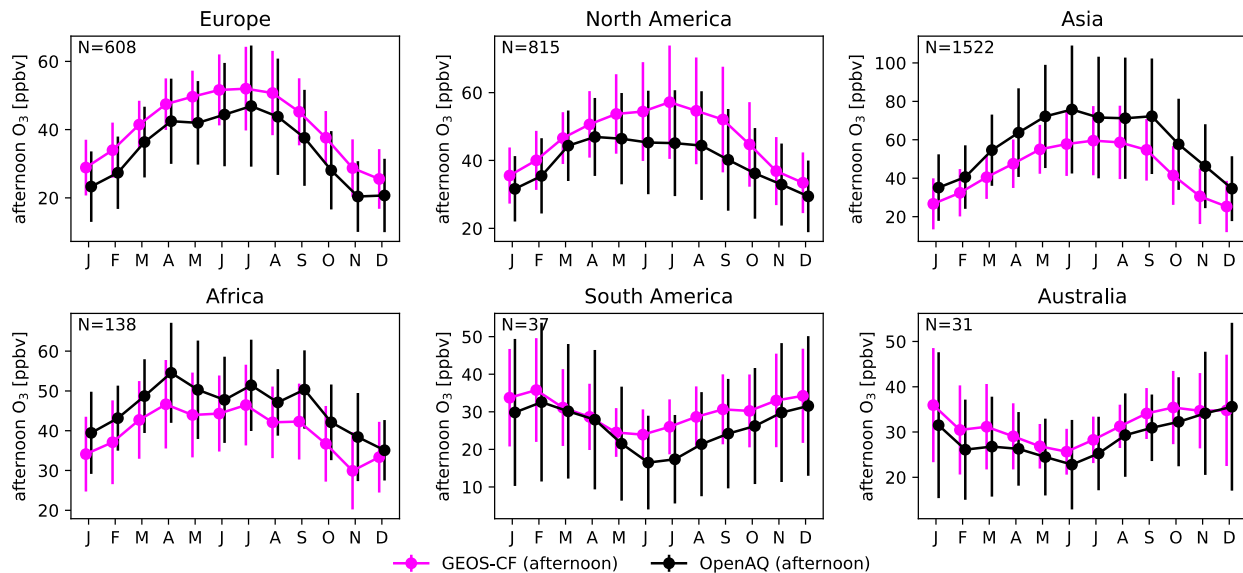 Europe
N=608
afternoon O₃ [ppbv]
60
40
20
J F M A M J J A S O N D
North America
N=815
afternoon O₃ [ppbv]
60
40
20
J F M A M J J A S O N D
Asia
N=1522
afternoon O₃ [ppbv]
100
80
60
40
20
0
J F M A M J J A S O N D
Africa
N=138
afternoon O₃ [ppbv]
60
50
40
30
20
J F M A M J J A S O N D
South America
N=37
afternoon O₃ [ppbv]
50
40
30
20
10
0
J F M A M J J A S O N D
Australia
N=31
afternoon O₃ [ppbv]
50
40
30
20
J F M A M J J A S O N D
GEOS-CF (afternoon) OpenAQ (afternoon)